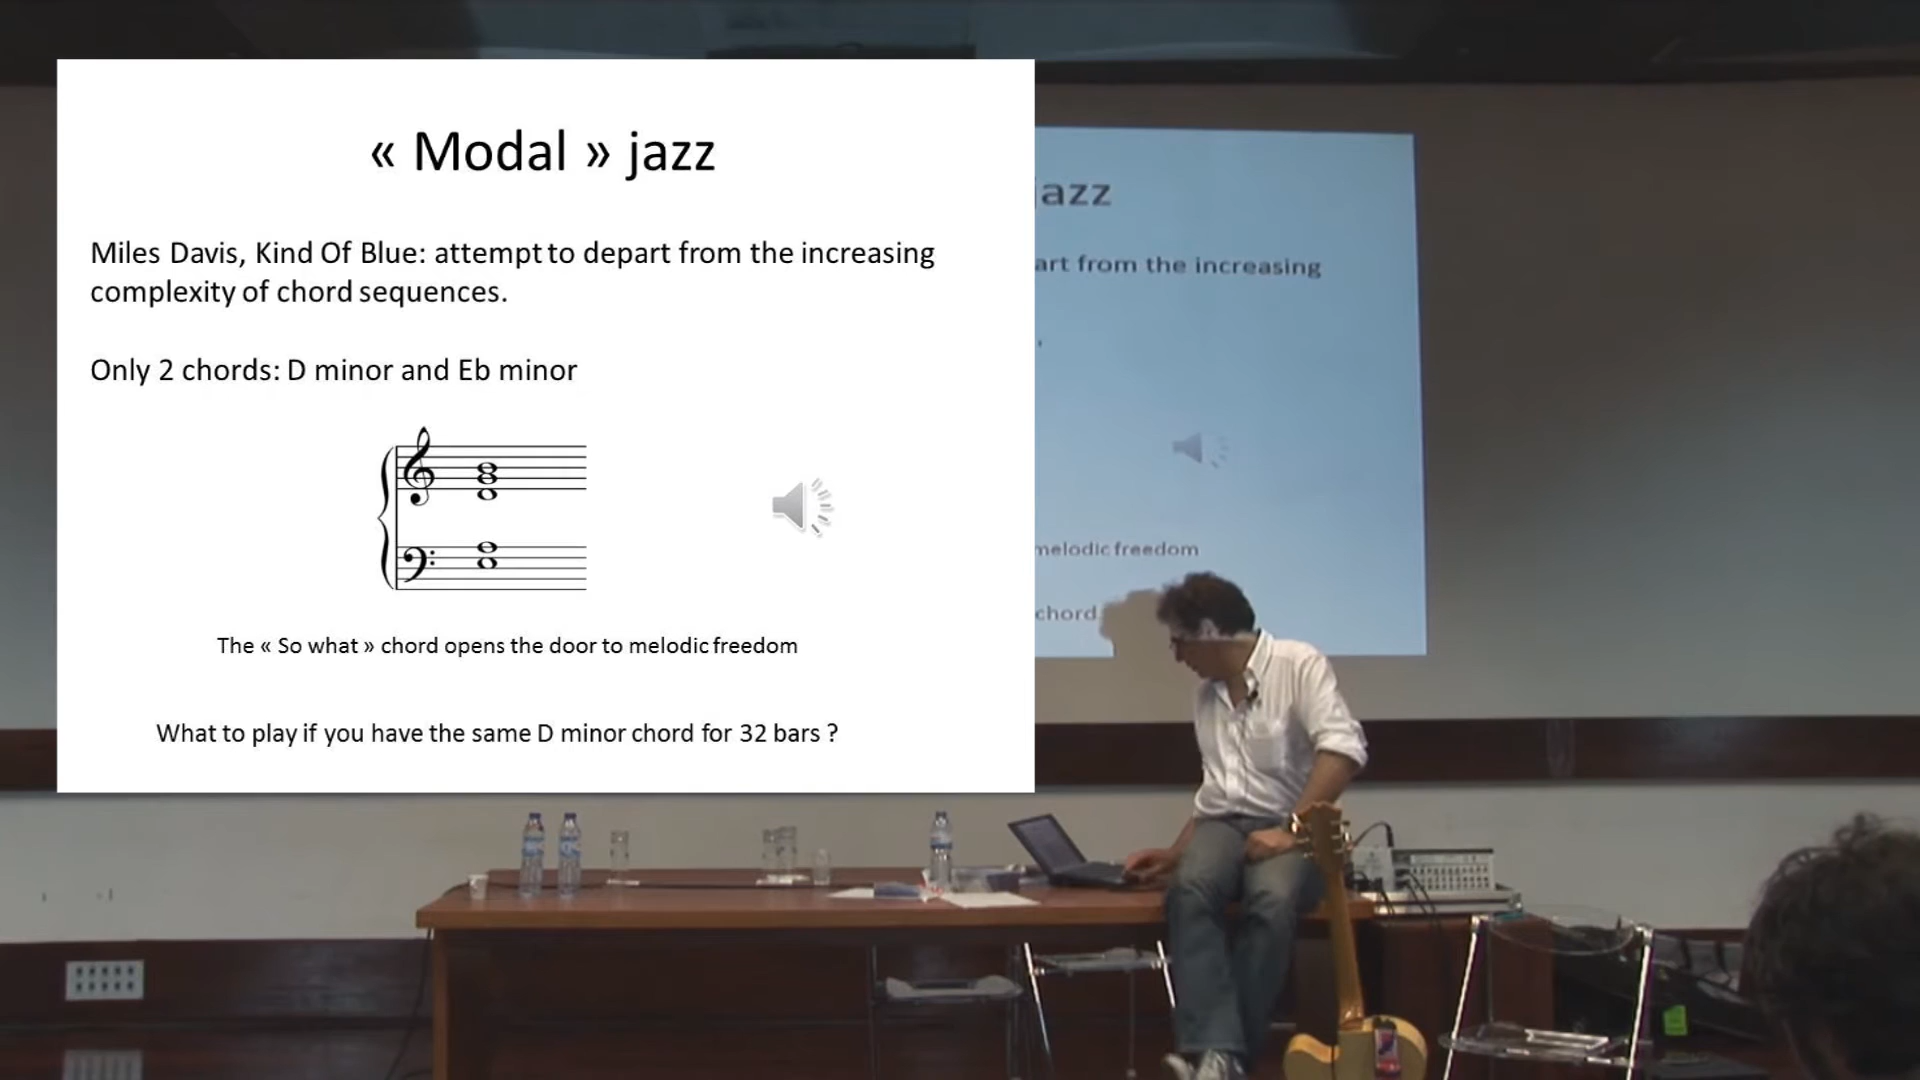 « Modal » jazz
Miles Davis, Kind Of Blue: attempt to depart from the increasing
complexity of chord sequences.
Only 2 chords: D minor and Eb minor
The « So what » chord opens the door to melodic freedom
What to play if you have the same D minor chord for 32 bars ?
jazz
art from the increasing
melodic freedom
chord